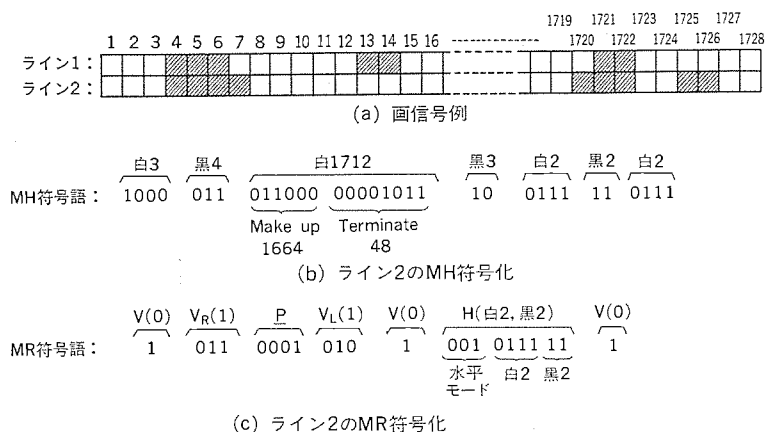 1719 1721 1723 1725 1727
1 2 3 4 5 6 7 8 9 10 11 12 13 14 15 16 1720 1722 1724 1726 1728
ライン1：
ライン2：
(a) 画信号例
白3 黒4 白1712 黒3 白2 黒2 白2
MH符号語： 1000 011 011000 00001011 10 0111 11 0111
Make up Terminate
1664 48
(b) ライン2のMH符号化
V(0) VR(1) P VL(1) V(0) H(白2, 黒2) V(0)
MR符号語： 1 011 0001 010 1 001 0111 11 1
水平 白2 黒2
モード
(c) ライン2のMR符号化